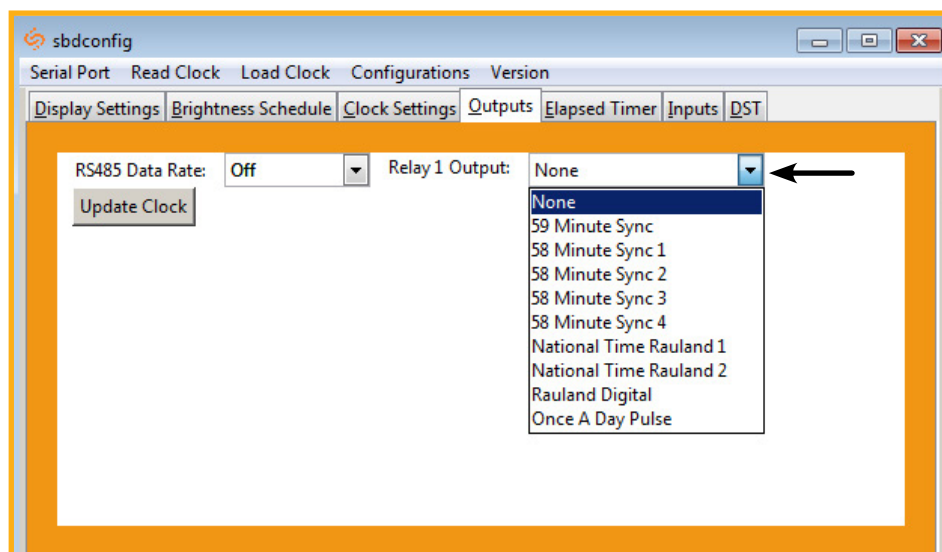 sbdconfig
Serial Port Read Clock Load Clock Configurations Version
Display Settings Brightness Schedule Clock Settings Outputs Elapsed Timer Inputs DST
RS485 Data Rate: Off Relay 1 Output: None
Update Clock
None
59 Minute Sync
58 Minute Sync 1
58 Minute Sync 2
58 Minute Sync 3
58 Minute Sync 4
National Time Rauland 1
National Time Rauland 2
Rauland Digital
Once A Day Pulse